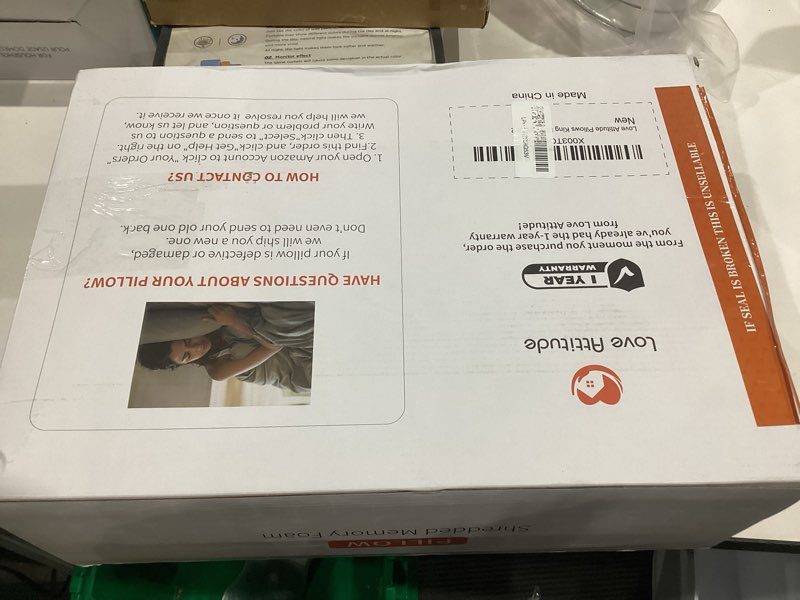 Love Attitude
1 YEAR
WARRANTY
From the moment you purchase the order,
you've already had the 1-year warranty
from Love Attitude!
Love Attitude Pillows King
New
Made in China
HAVE QUESTIONS ABOUT YOUR PILLOW?
If your pillow is defective or damaged,
we will ship you a new one.
Don't even need to send your old one back.
HOW TO CONTACT US?
1. Open your Amazon Account to click "Your Orders"
2. Find this order, and click"Get Help" on the right.
3. Then click"Select" to send a question to us
Write your problem or question, and let us know,
we will help you resolve it once we receive it.
IF SEAL IS BROKEN THIS IS UNSELLABLE
PILLOW
Shredded Memory Foam
02. Monitor effect